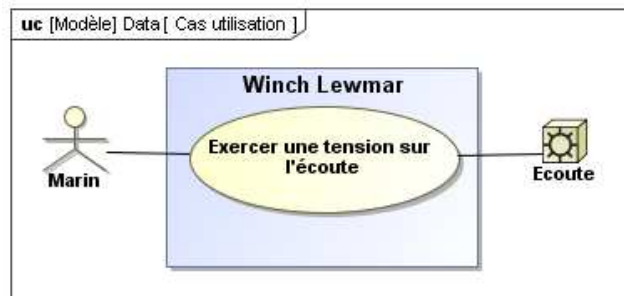 uc [Modèle] Data [ Cas utilisation ]
Winch Lewmar
Exercer une tension sur
l'écoute
Marin
Ecoute